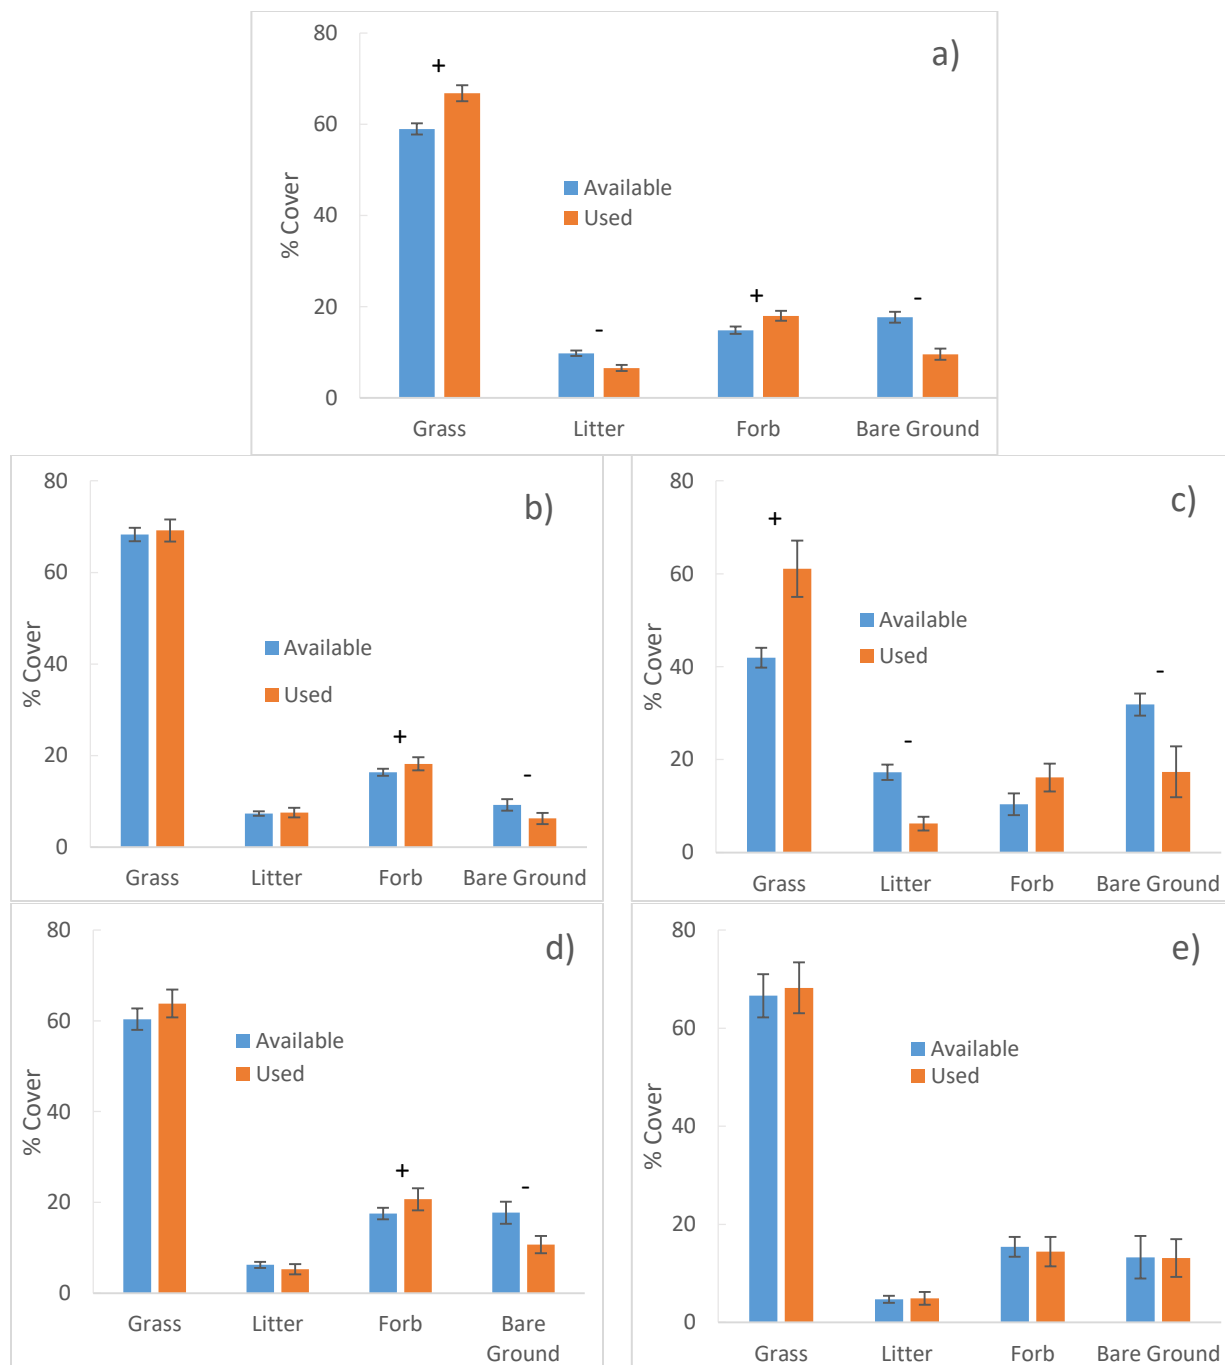 a)
% Cover
80
60
40
20
0
+
-
+
-
Available
Used
Grass Litter Forb Bare Ground
b)
% Cover
80
60
40
20
0
+
-
Available
Used
Grass Litter Forb Bare Ground
c)
% Cover
80
60
40
20
0
+
-
-
Available
Used
Grass Litter Forb Bare Ground
d)
% Cover
80
60
40
20
0
+
-
Available
Used
Grass Litter Forb Bare
Ground
e)
% Cover
80
60
40
20
0
Available
Used
Grass Litter Forb Bare Ground